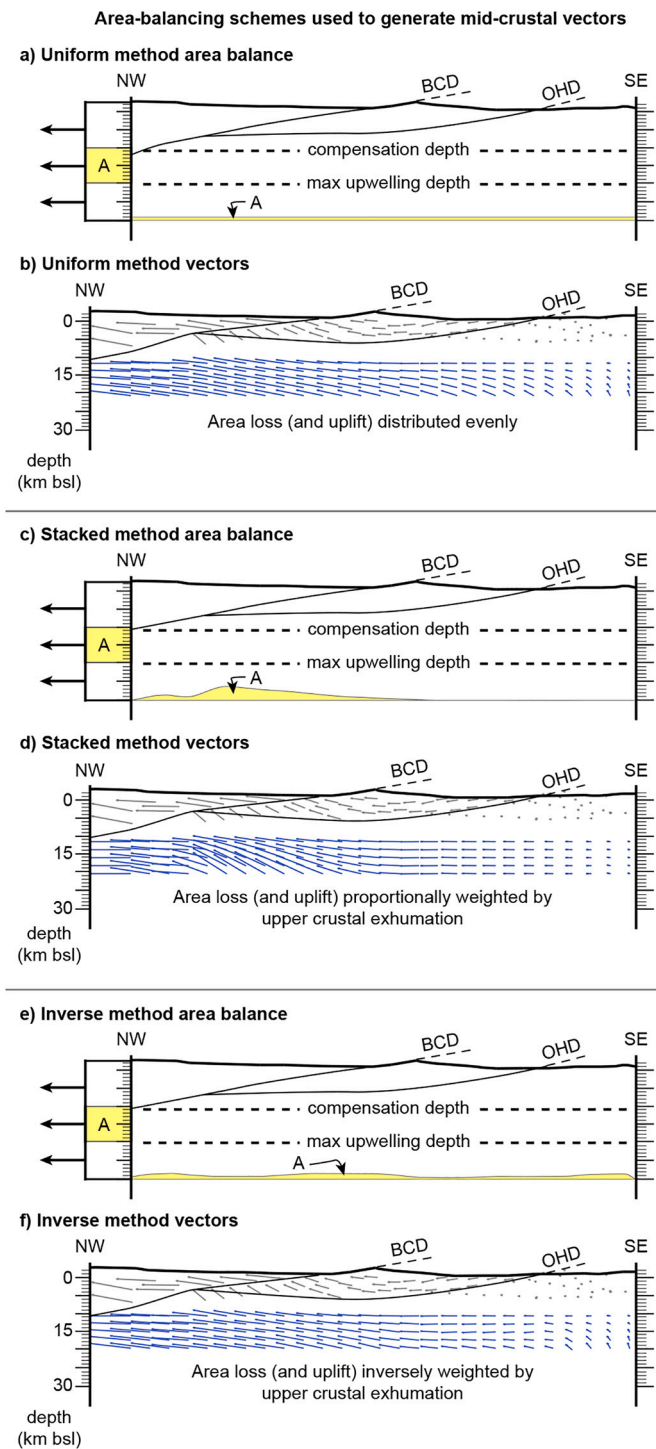 Area-balancing schemes used to generate mid-crustal vectors
a) Uniform method area balance
NW
BCD
OHD
SE
compensation depth
A
max upwelling depth
A
b) Uniform method vectors
NW
BCD
OHD
SE
0
15
Area loss (and uplift) distributed evenly
30
depth
(km bsl)
c) Stacked method area balance
NW
BCD
OHD
SE
compensation depth
A
max upwelling depth
A
d) Stacked method vectors
NW
BCD
OHD
SE
0
15
Area loss (and uplift) proportionally weighted by
30
upper crustal exhumation
depth
(km bsl)
e) Inverse method area balance
NW
BCD
OHD
SE
compensation depth
A
max upwelling depth
A
f) Inverse method vectors
NW
BCD
OHD
SE
0
15
Area loss (and uplift) inversely weighted by
30
upper crustal exhumation
depth
(km bsl)